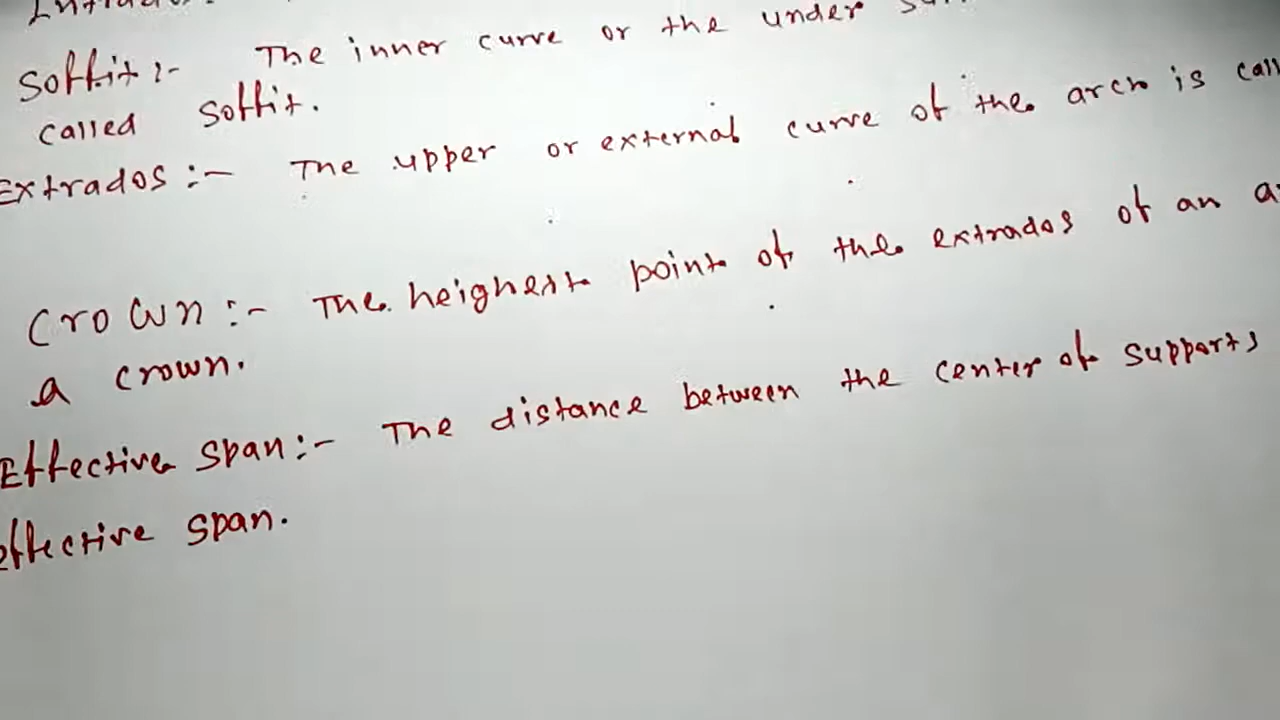 Soffit :- The inner curve or the under
called soffit.
Extrados :- The upper or external curve of the arch is
Crown :- The heighest point of the extrados of an
a crown.
Effective span :- The distance between the center of supports
effective span.